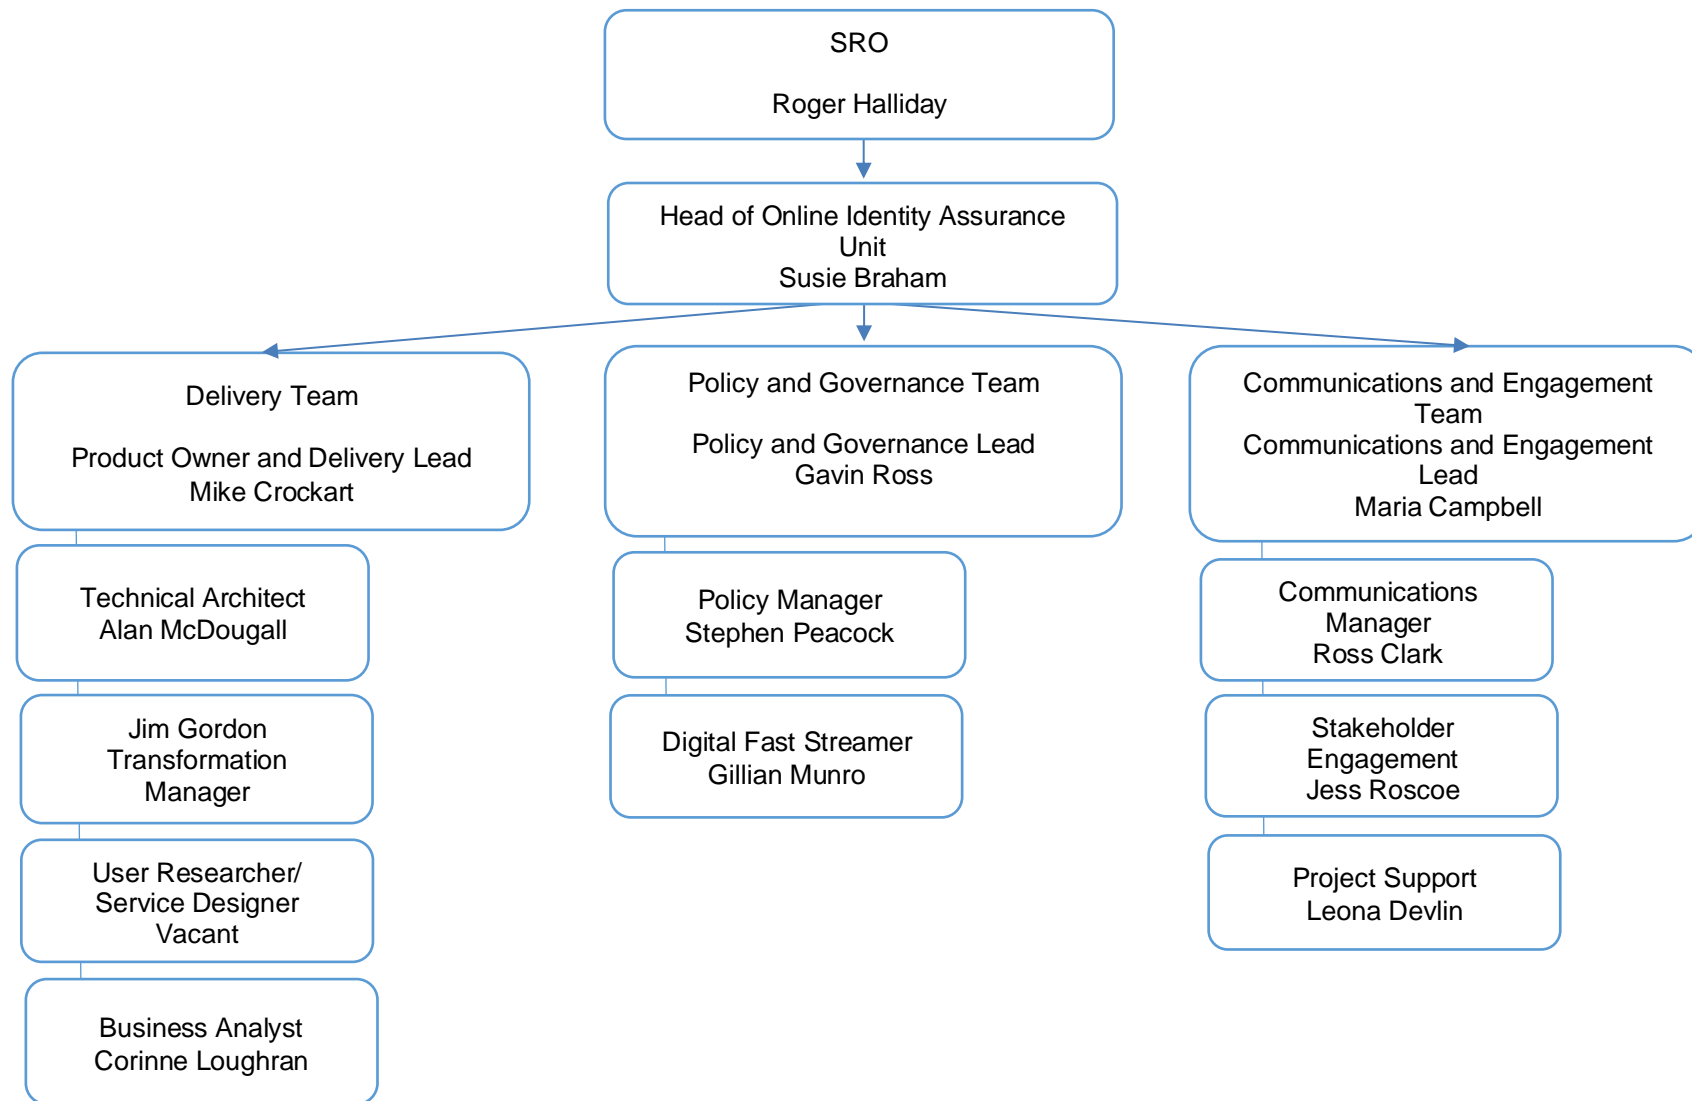 SRO
Roger Halliday
Head of Online Identity Assurance
Unit
Susie Braham
Delivery Team
Product Owner and Delivery Lead
Mike Crockart
Technical Architect
Alan McDougall
Jim Gordon
Transformation
Manager
User Researcher/
Service Designer
Vacant
Business Analyst
Corinne Loughran
Policy and Governance Team
Policy and Governance Lead
Gavin Ross
Policy Manager
Stephen Peacock
Digital Fast Streamer
Gillian Munro
Communications and Engagement
Team
Communications and Engagement
Lead
Maria Campbell
Communications
Manager
Ross Clark
Stakeholder
Engagement
Jess Roscoe
Project Support
Leona Devlin